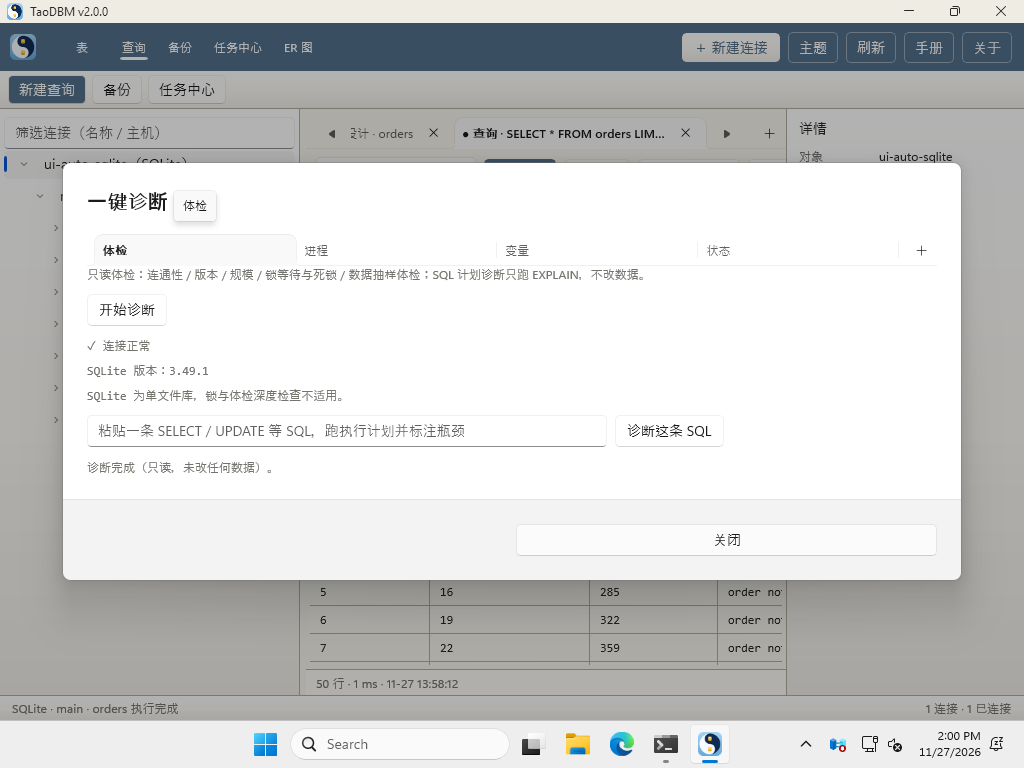 TaoDBM v2.0.0
表 查询 备份 任务中心 ER 图 + 新建连接 主题 刷新 手册 关于
新建查询 备份 任务中心
筛选连接（名称 / 主机） 设计 · orders • 查询 · SELECT * FROM orders LIM... 详情
ui-auto-sqlite（SQLite） 对象 ui-auto-sqlite
一键诊断 体检
体检 进程 变量 状态
只读体检：连通性 / 版本 / 规模 / 锁等待与死锁 / 数据抽样体检；SQL 计划诊断只跑 EXPLAIN，不改数据。
开始诊断
✓ 连接正常
SQLite 版本：3.49.1
SQLite 为单文件库，锁与体检深度检查不适用。
粘贴一条 SELECT / UPDATE 等 SQL，跑执行计划并标注瓶颈 诊断这条 SQL
诊断完成（只读，未改任何数据）。
关闭
5 16 285 order no
6 19 322 order no
7 22 359 order no
50 行 · 1 ms · 11-27 13:58:12
SQLite · main · orders 执行完成 1 连接 · 1 已连接
Search 2:00 PM
11/27/2026